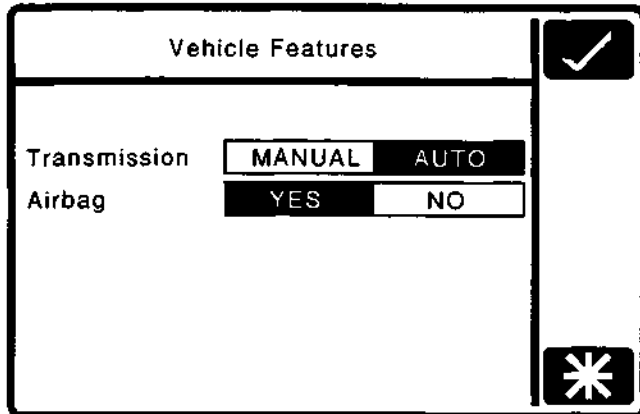 Vehicle Features
Transmission MANUAL AUTO
Airbag YES NO